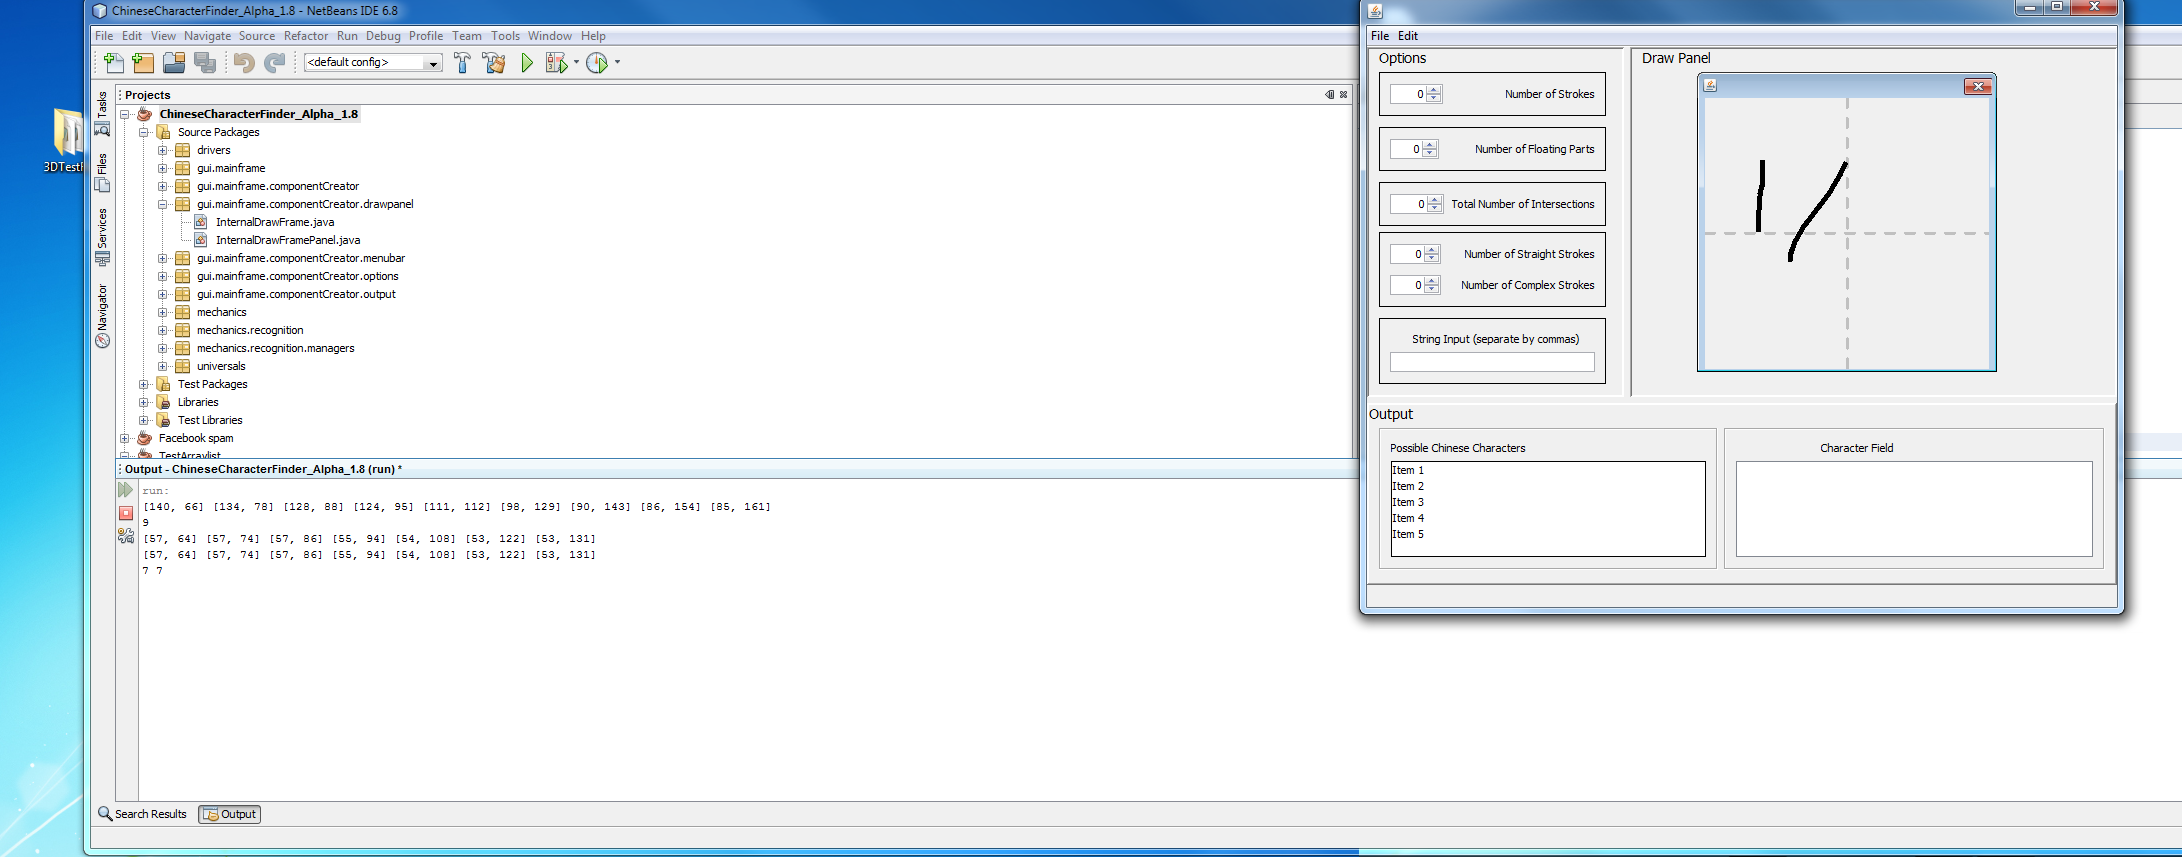 ChineseCharacterFinder_Alpha_1.8 - NetBeans IDE 6.8
File Edit View Navigate Source Refactor Run Debug Profile Team Tools Window Help
<default config>
3DTest
Tasks
Files
Services
Navigator
Projects
ChineseCharacterFinder_Alpha_1.8
Source Packages
drivers
gui.mainframe
gui.mainframe.componentCreator
gui.mainframe.componentCreator.drawpanel
InternalDrawFrame.java
InternalDrawFramePanel.java
gui.mainframe.componentCreator.menubar
gui.mainframe.componentCreator.options
gui.mainframe.componentCreator.output
mechanics
mechanics.recognition
mechanics.recognition.managers
universals
Test Packages
Libraries
Test Libraries
Facebook spam
TestArraylist
Output - ChineseCharacterFinder_Alpha_1.8 (run) *
run:
[140, 66] [134, 78] [128, 88] [124, 95] [111, 112] [98, 129] [90, 143] [86, 154] [85, 161]
9
[57, 64] [57, 74] [57, 86] [55, 94] [54, 108] [53, 122] [53, 131]
[57, 64] [57, 74] [57, 86] [55, 94] [54, 108] [53, 122] [53, 131]
7 7
Search Results Output
File Edit
Options
0 Number of Strokes
0 Number of Floating Parts
0 Total Number of Intersections
0 Number of Straight Strokes
0 Number of Complex Strokes
String Input (separate by commas)
Draw Panel
Output
Possible Chinese Characters
Item 1
Item 2
Item 3
Item 4
Item 5
Character Field